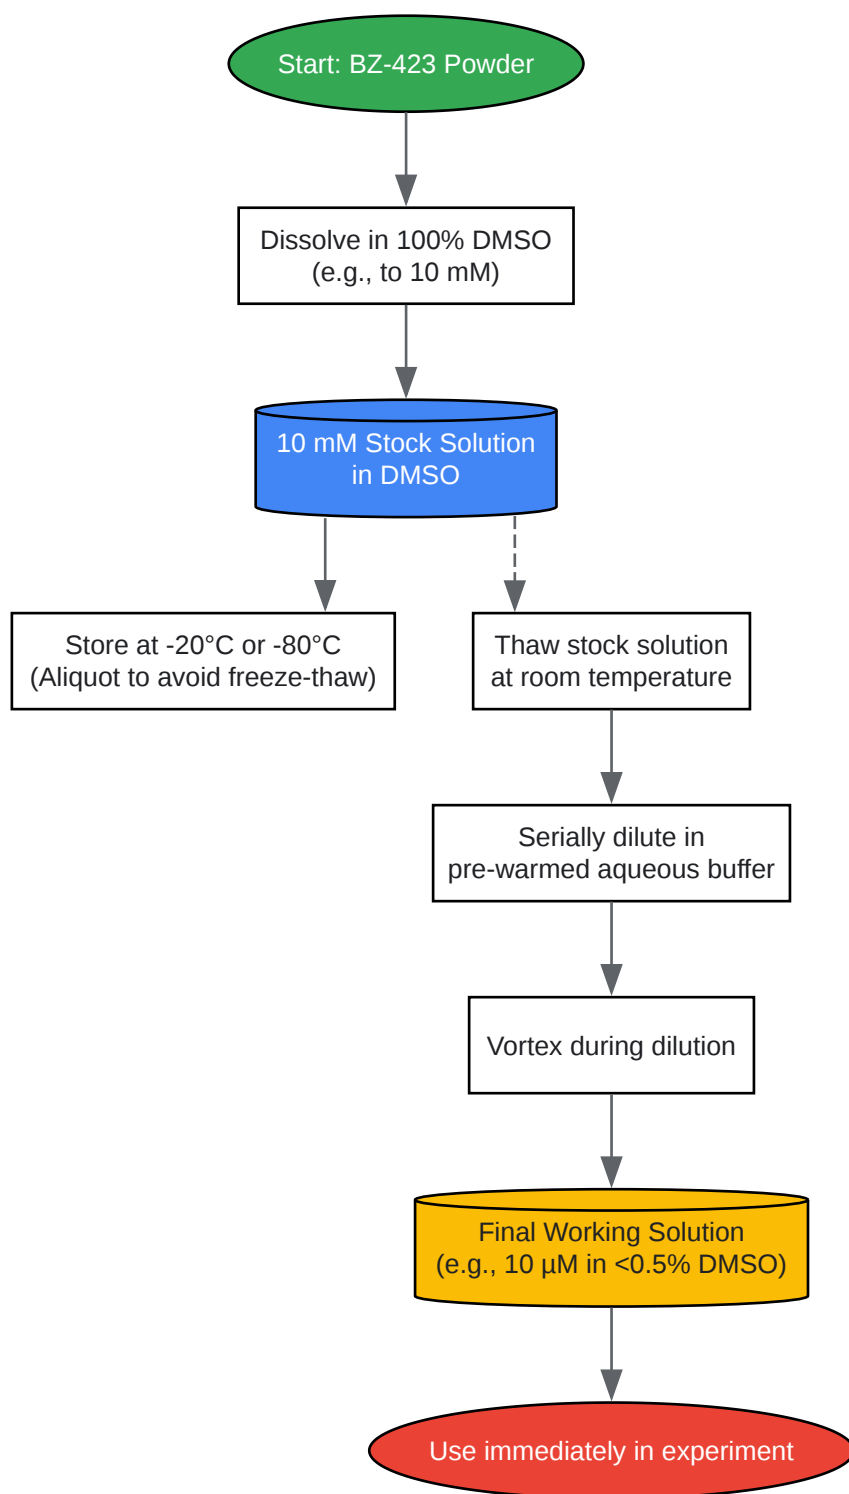 Start: BZ-423 Powder
Dissolve in 100% DMSO
(e.g., to 10 mM)
10 mM Stock Solution
in DMSO
Store at -20°C or -80°C
(Aliquot to avoid freeze-thaw)
Thaw stock solution
at room temperature
Serially dilute in
pre-warmed aqueous buffer
Vortex during dilution
Final Working Solution
(e.g., 10 µM in <0.5% DMSO)
Use immediately in experiment